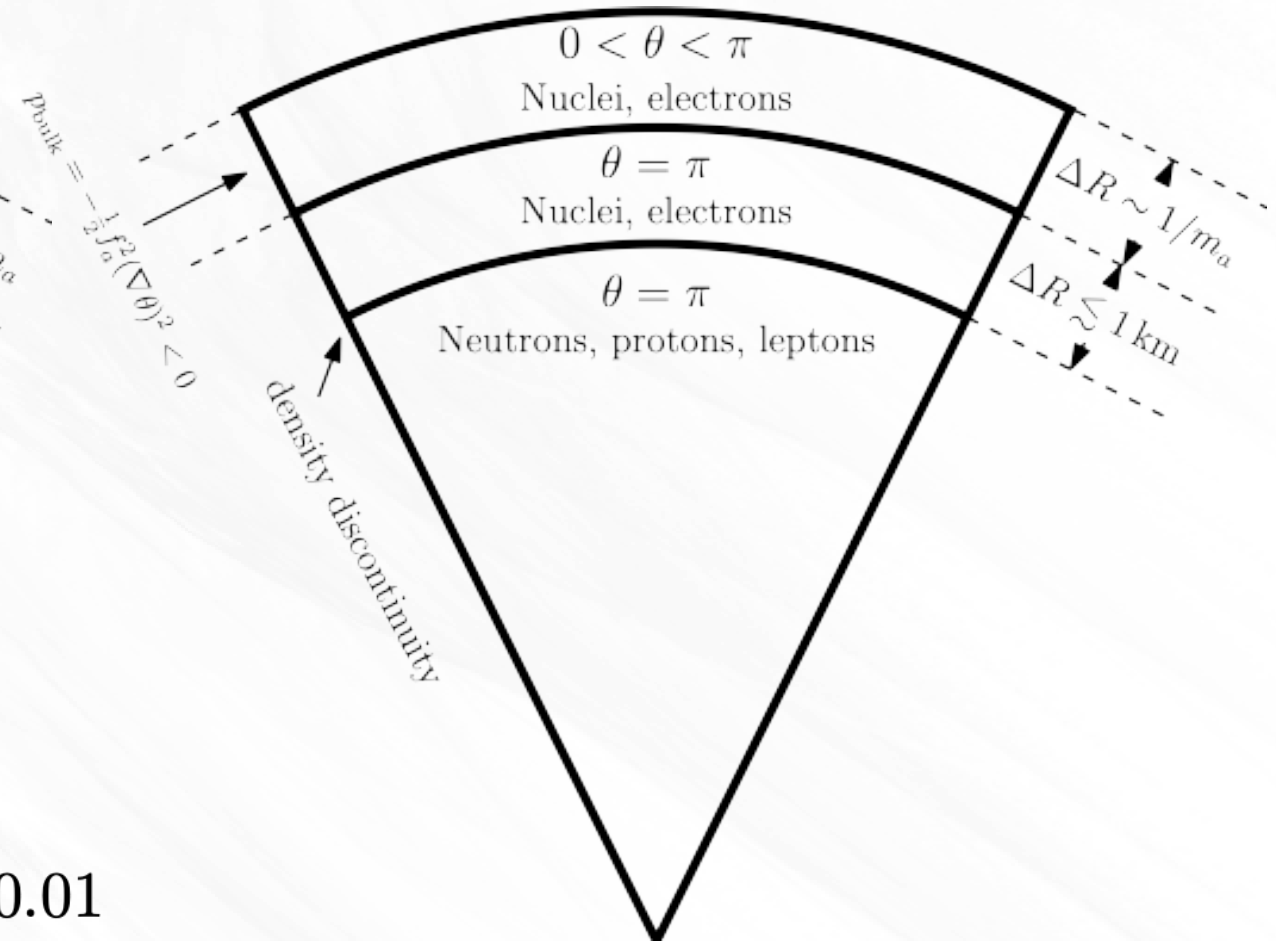 0 < θ < π
Nuclei, electrons
θ = π
Nuclei, electrons
θ = π
Neutrons, protons, leptons
p_bulk = −½f_a²(∇θ)² < 0
density discontinuity
ΔR ∼ 1/m_a
ΔR ≲ 1 km
0.01